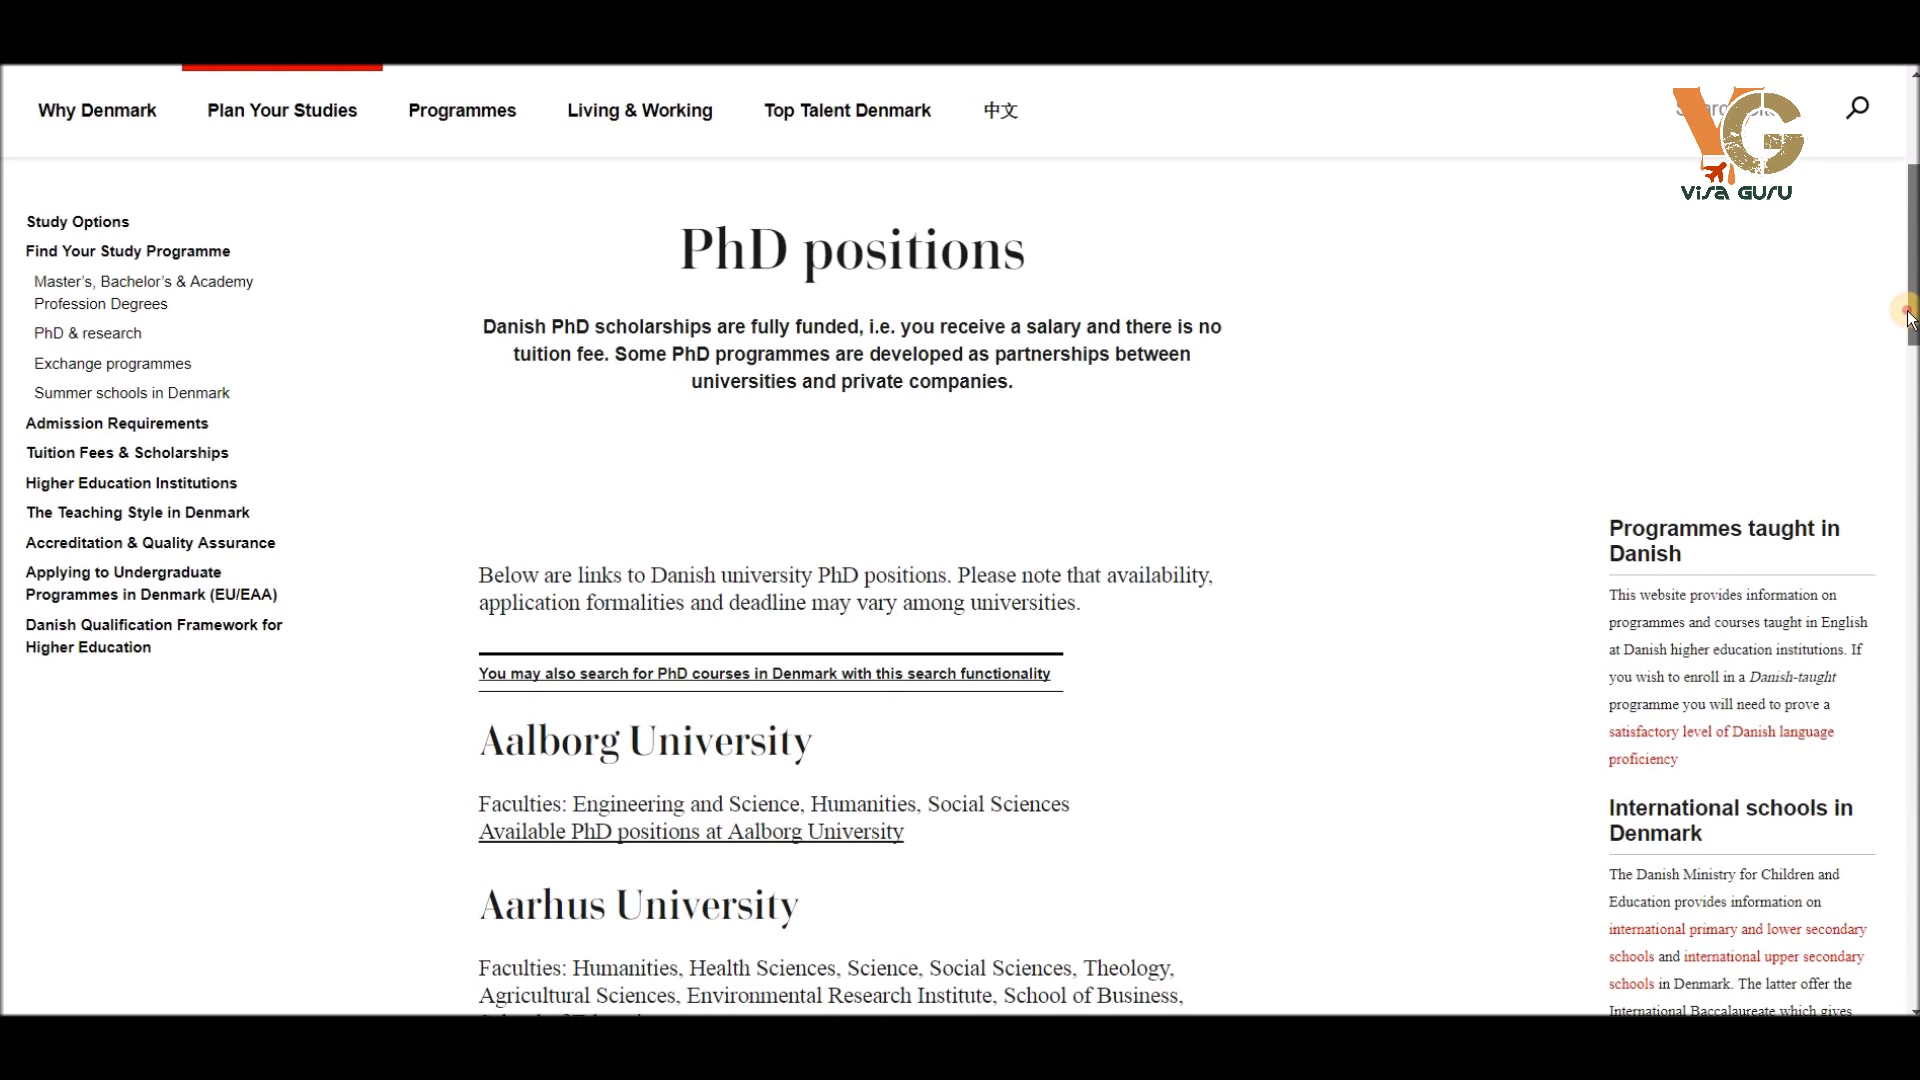 Why Denmark
Plan Your Studies
Programmes
Living & Working
Top Talent Denmark
中文
VG
Visa Guru
Study Options
Find Your Study Programme
Master's, Bachelor's & Academy
Profession Degrees
PhD & research
Exchange programmes
Summer schools in Denmark
Admission Requirements
Tuition Fees & Scholarships
Higher Education Institutions
The Teaching Style in Denmark
Accreditation & Quality Assurance
Applying to Undergraduate
Programmes in Denmark (EU/EAA)
Danish Qualification Framework for
Higher Education
PhD positions
Danish PhD scholarships are fully funded, i.e. you receive a salary and there is no
tuition fee. Some PhD programmes are developed as partnerships between
universities and private companies.
Below are links to Danish university PhD positions. Please note that availability,
application formalities and deadline may vary among universities.
You may also search for PhD courses in Denmark with this search functionality
Aalborg University
Faculties: Engineering and Science, Humanities, Social Sciences
Available PhD positions at Aalborg University
Aarhus University
Faculties: Humanities, Health Sciences, Science, Social Sciences, Theology,
Agricultural Sciences, Environmental Research Institute, School of Business,
Programmes taught in
Danish
This website provides information on
programmes and courses taught in English
at Danish higher education institutions. If
you wish to enroll in a Danish-taught
programme you will need to prove a
satisfactory level of Danish language
proficiency
International schools in
Denmark
The Danish Ministry for Children and
Education provides information on
international primary and lower secondary
schools and international upper secondary
schools in Denmark. The latter offer the
International Baccalaureate which gives